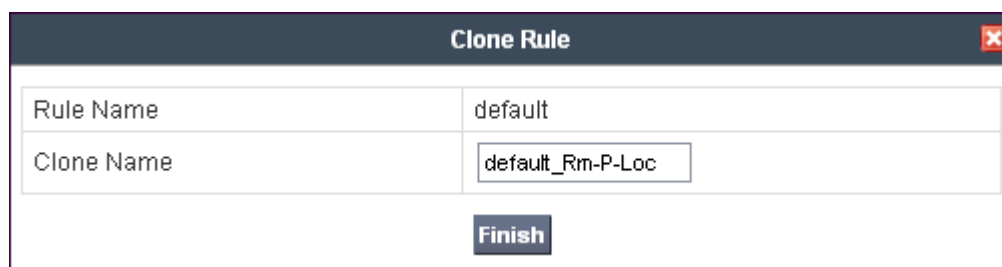 Clone Rule
Rule Name default
Clone Name default_Rm-P-Loc
Finish